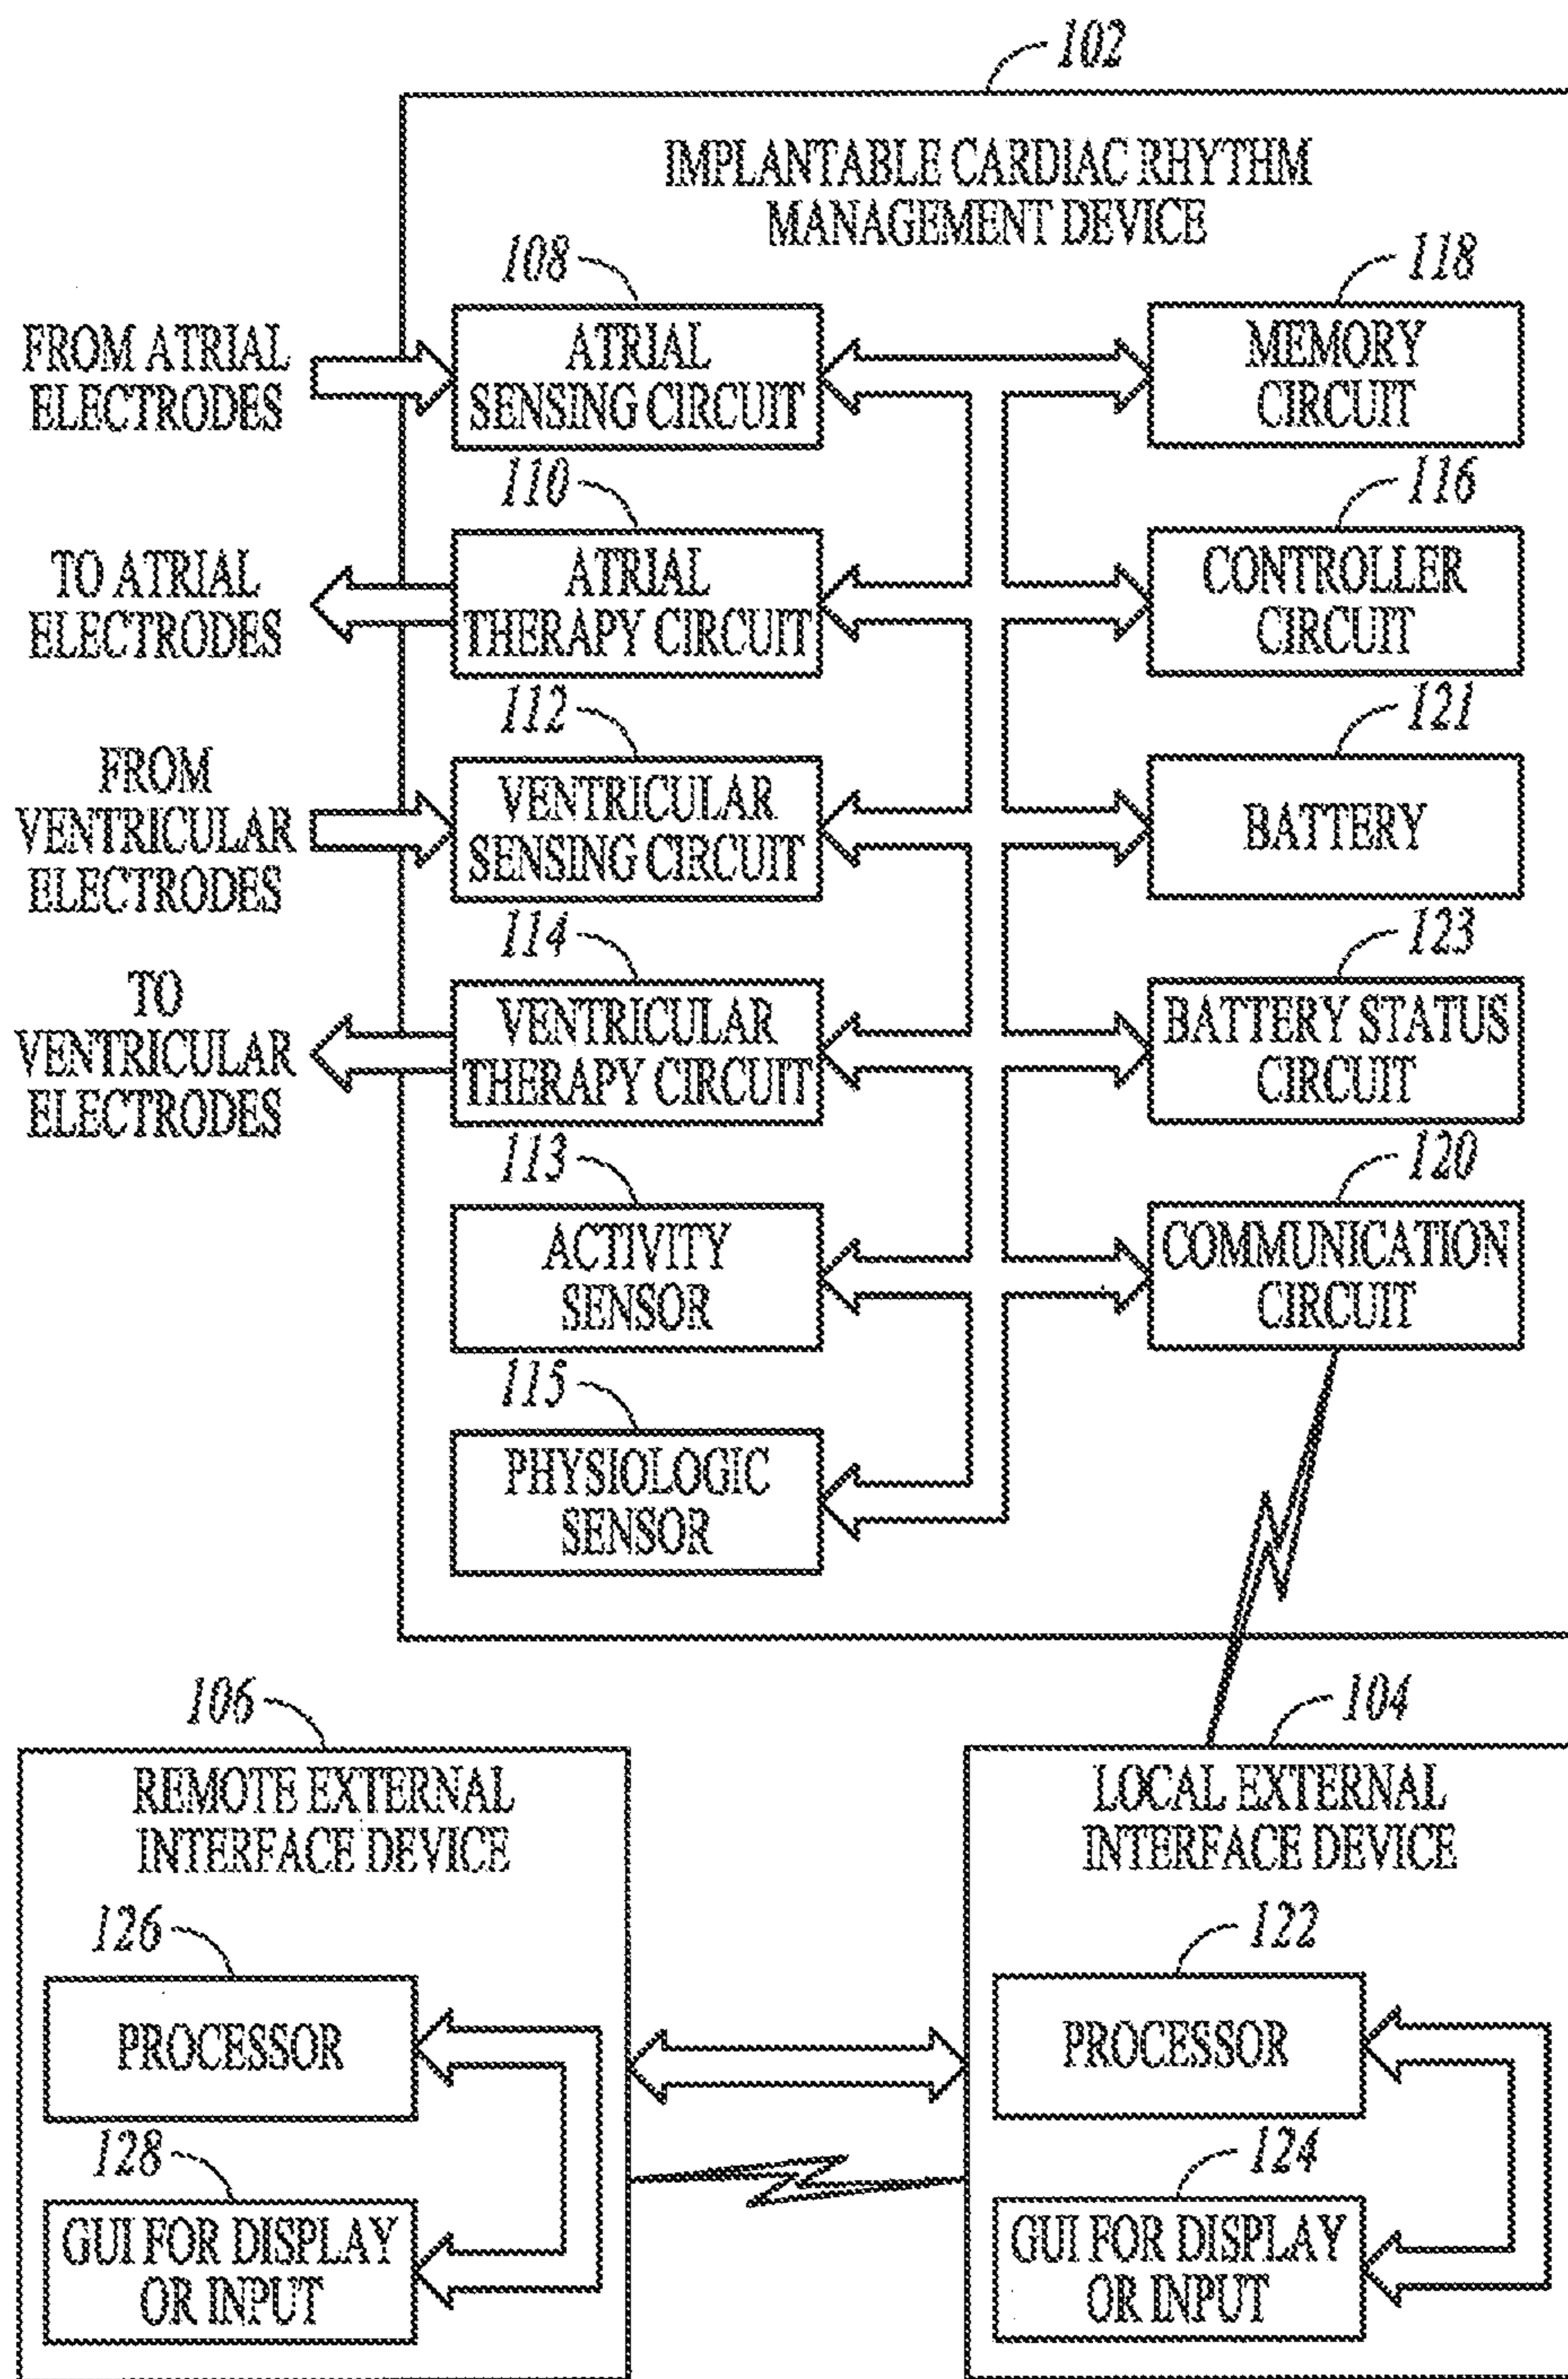 102
IMPLANTABLE CARDIAC RHYTHM
MANAGEMENT DEVICE
108
118
FROM ATRIAL
ELECTRODES
ATRIAL
SENSING CIRCUIT
MEMORY
CIRCUIT
110
116
TO ATRIAL
ELECTRODES
ATRIAL
THERAPY CIRCUIT
CONTROLLER
CIRCUIT
112
121
FROM
VENTRICULAR
ELECTRODES
VENTRICULAR
SENSING CIRCUIT
BATTERY
114
123
TO
VENTRICULAR
ELECTRODES
VENTRICULAR
THERAPY CIRCUIT
BATTERY STATUS
CIRCUIT
113
120
ACTIVITY
SENSOR
COMMUNICATION
CIRCUIT
115
PHYSIOLOGIC
SENSOR
106
104
REMOTE EXTERNAL
INTERFACE DEVICE
LOCAL EXTERNAL
INTERFACE DEVICE
126
122
PROCESSOR
PROCESSOR
128
124
GUI FOR DISPLAY
OR INPUT
GUI FOR DISPLAY
OR INPUT